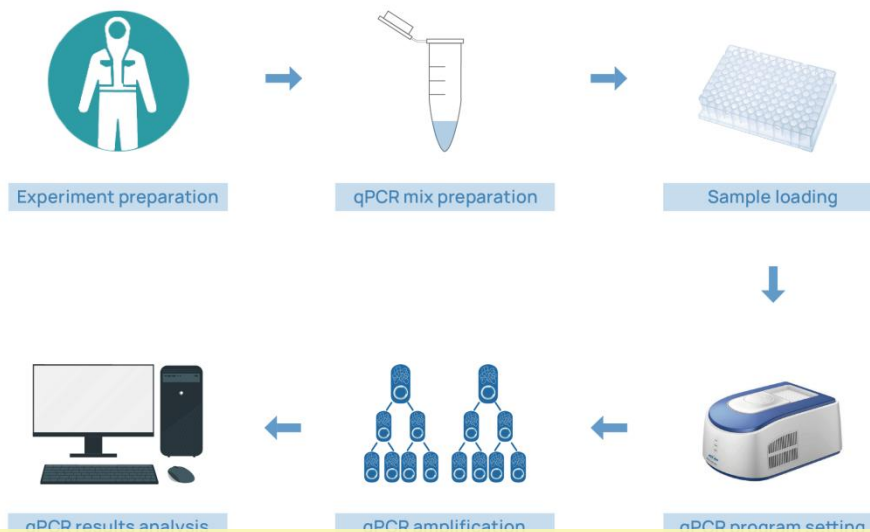 Experiment preparation
qPCR mix preparation
Sample loading
qPCR results analysis
qPCR amplification
qPCR program setting